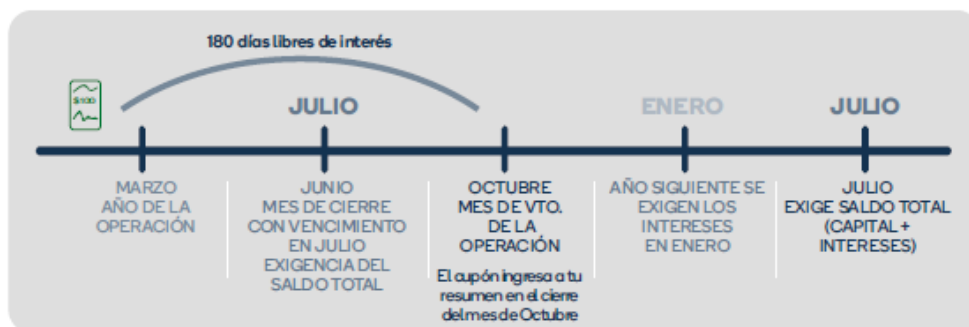 180 días libres de interés
$100
JULIO
ENERO
JULIO
MARZO
AÑO DE LA
OPERACIÓN
JUNIO
MES DE CIERRE
CON VENCIMIENTO
EN JULIO
EXIGENCIA DEL
SALDO TOTAL
OCTUBRE
MES DE VTO.
DE LA
OPERACIÓN
El cupón ingresa a tu
resumen en el cierre
del mes de Octubre
AÑO SIGUIENTE SE
EXIGEN LOS
INTERESES
EN ENERO
JULIO
EXIGE SALDO TOTAL
(CAPITAL +
INTERESES)